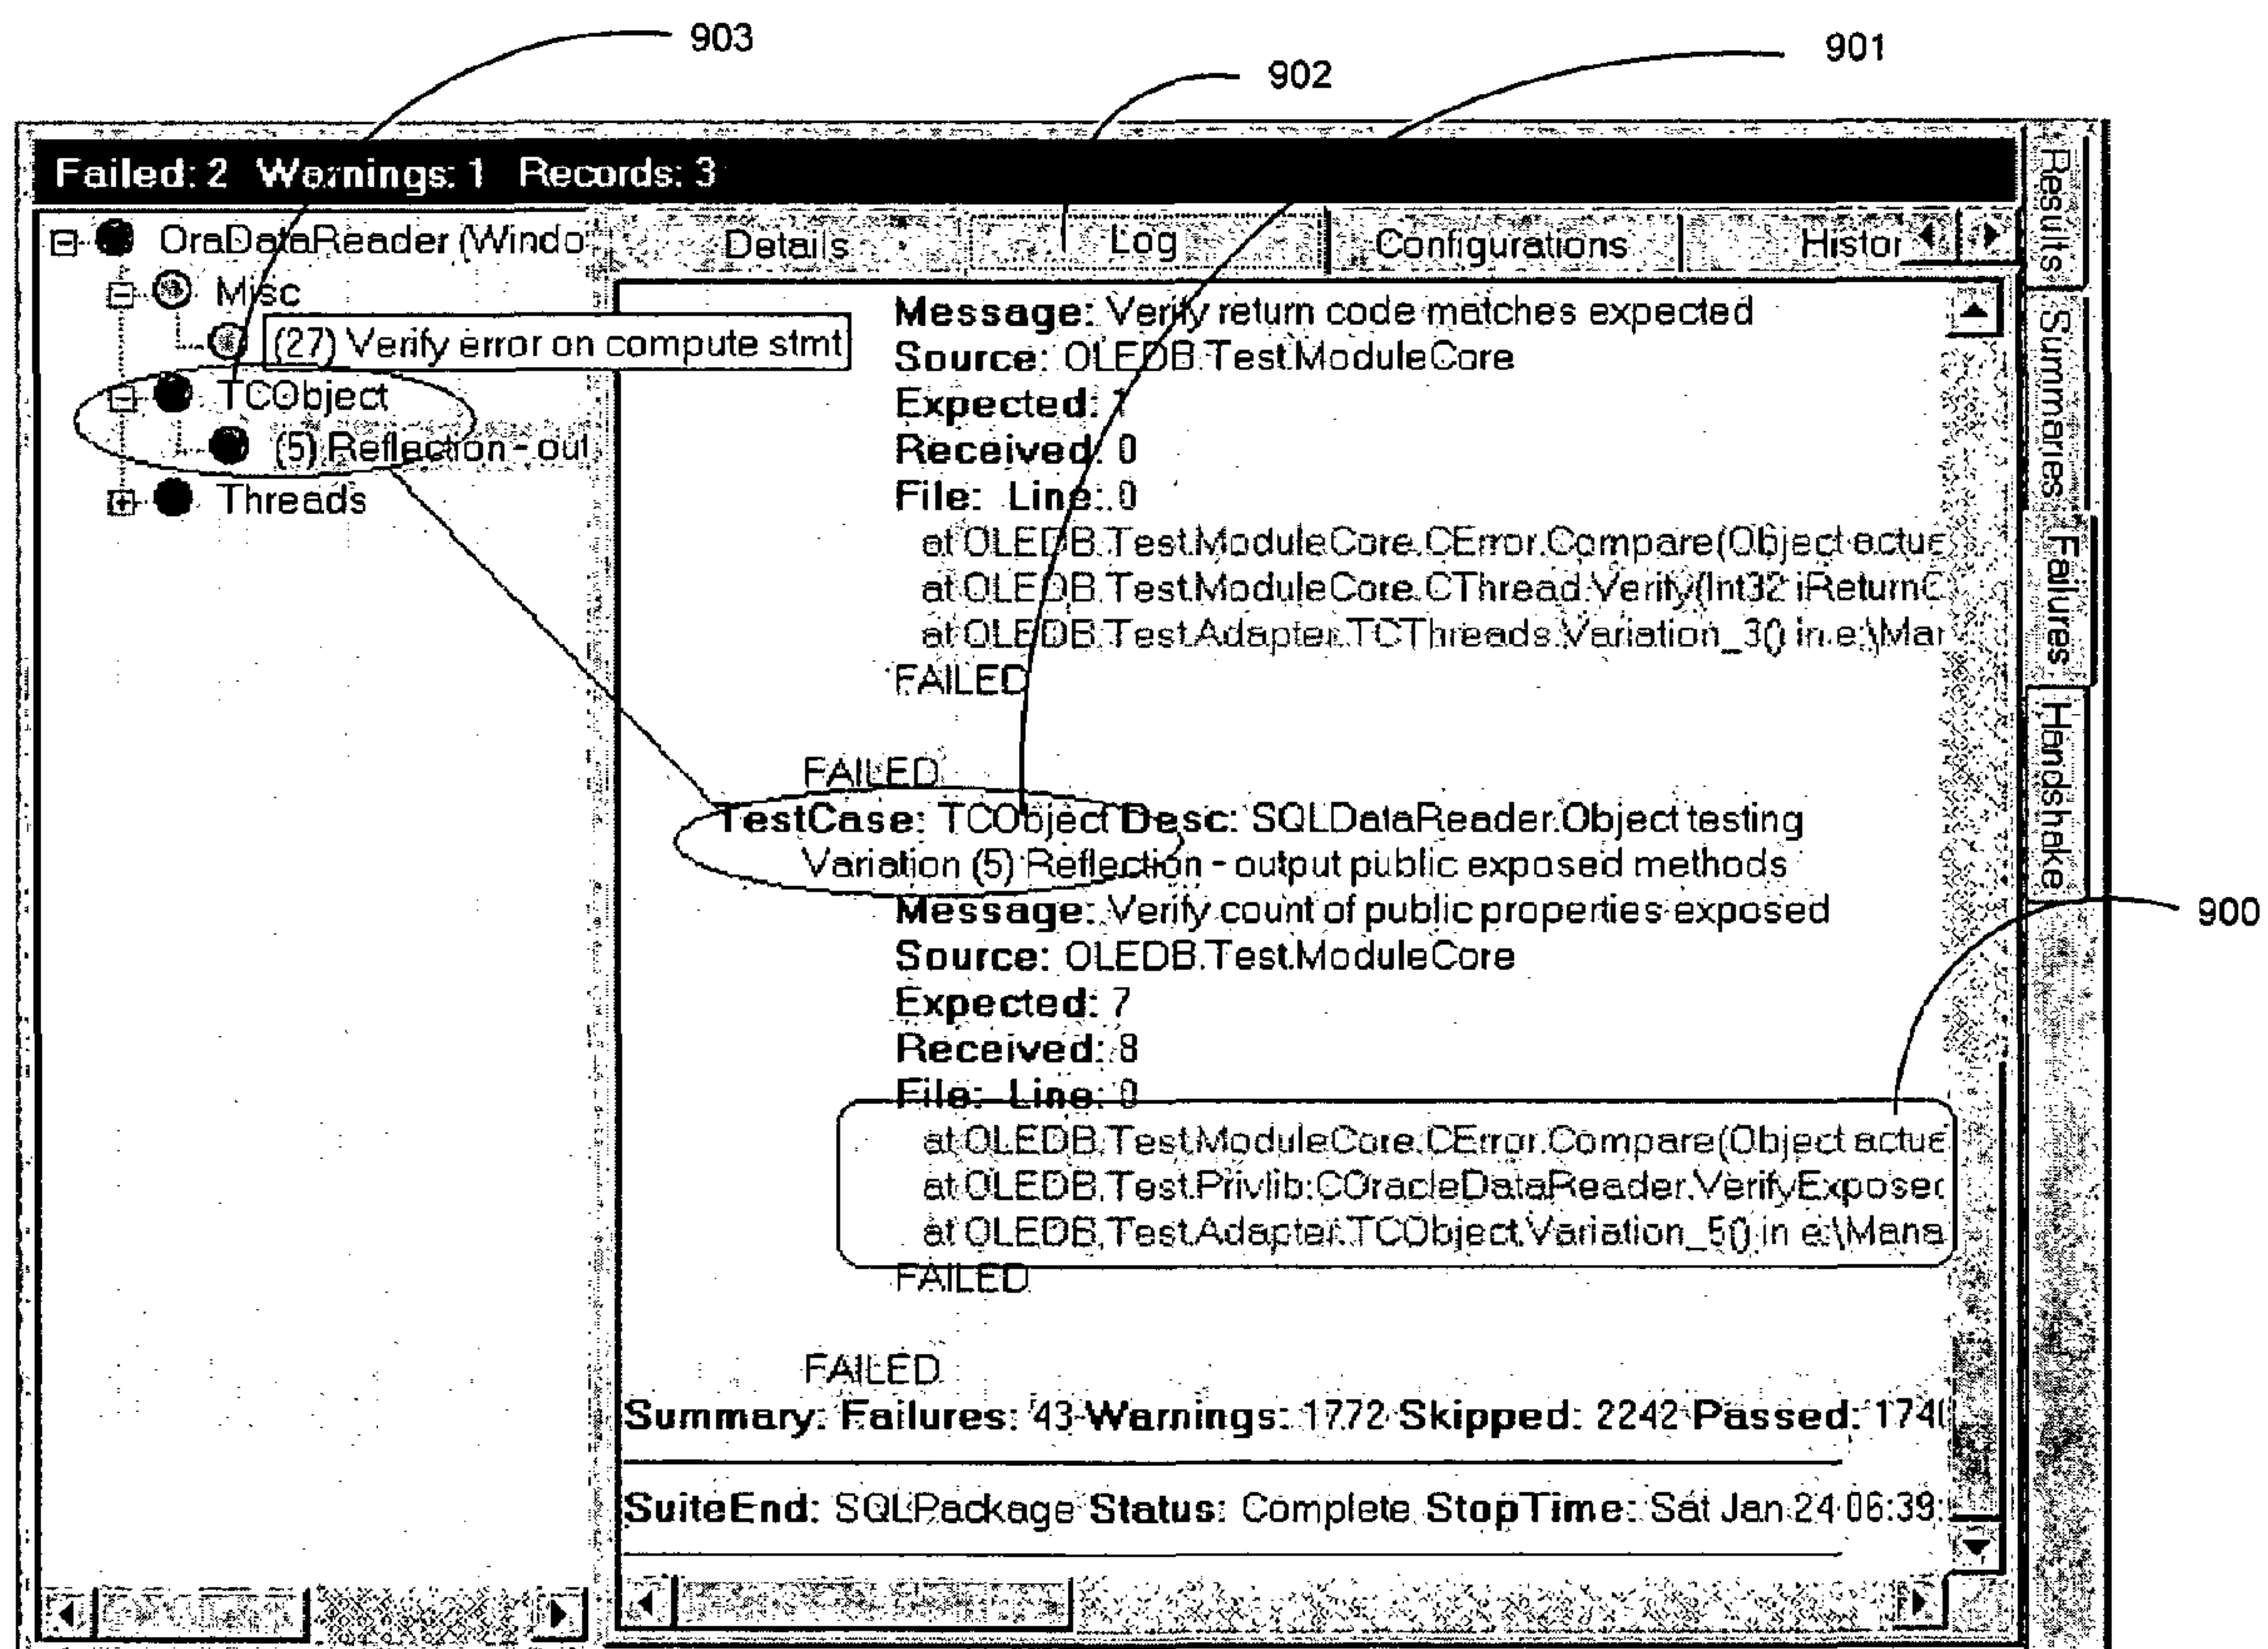 903
902
901
Failed: 2 Warnings: 1 Records: 3
OraDataReader (Windo
Misc
(27) Verify error on compute stmt
TCObject
(5) Reflection - out
Threads
Details
Log
Configurations
Histor
Message: Verify return code matches expected
Source: OLEDB.Test.ModuleCore
Expected: 1
Received: 0
File: Line: 0
at OLEDB.Test.ModuleCore.CError.Compare(Object actua
at OLEDB.Test.ModuleCore.CThread.Verify(Int32 iReturnC
at OLEDB.Test.Adapter.TCThreads.Variation_3() in e:\Man
FAILED
FAILED
TestCase: TCObject Desc: SQLDataReader.Object testing
Variation (5) Reflection - output public exposed methods
Message: Verify count of public properties exposed
Source: OLEDB.Test.ModuleCore
Expected: 7
Received: 8
File: Line: 0
at OLEDB.Test.ModuleCore.CError.Compare(Object actua
at OLEDB.Test.Privlib.COracleDataReader.VerifyExposed
at OLEDB.Test.Adapter.TCObject.Variation_5() in e:\Mana
FAILED
FAILED
Summary: Failures: 43 Warnings: 1772 Skipped: 2242 Passed: 1740
SuiteEnd: SQLPackage Status: Complete StopTime: Sat Jan 24 06:39:
Results
Summaries
Failures
Handshake
900